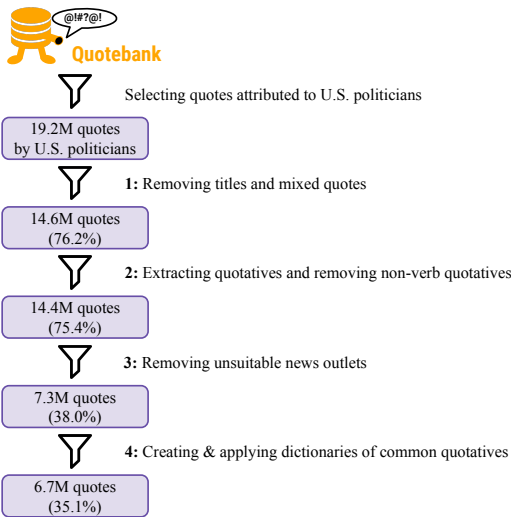 @!#?@!
Quotebank
Selecting quotes attributed to U.S. politicians
19.2M quotes
by U.S. politicians
1: Removing titles and mixed quotes
14.6M quotes
(76.2%)
2: Extracting quotatives and removing non-verb quotatives
14.4M quotes
(75.4%)
3: Removing unsuitable news outlets
7.3M quotes
(38.0%)
4: Creating & applying dictionaries of common quotatives
6.7M quotes
(35.1%)